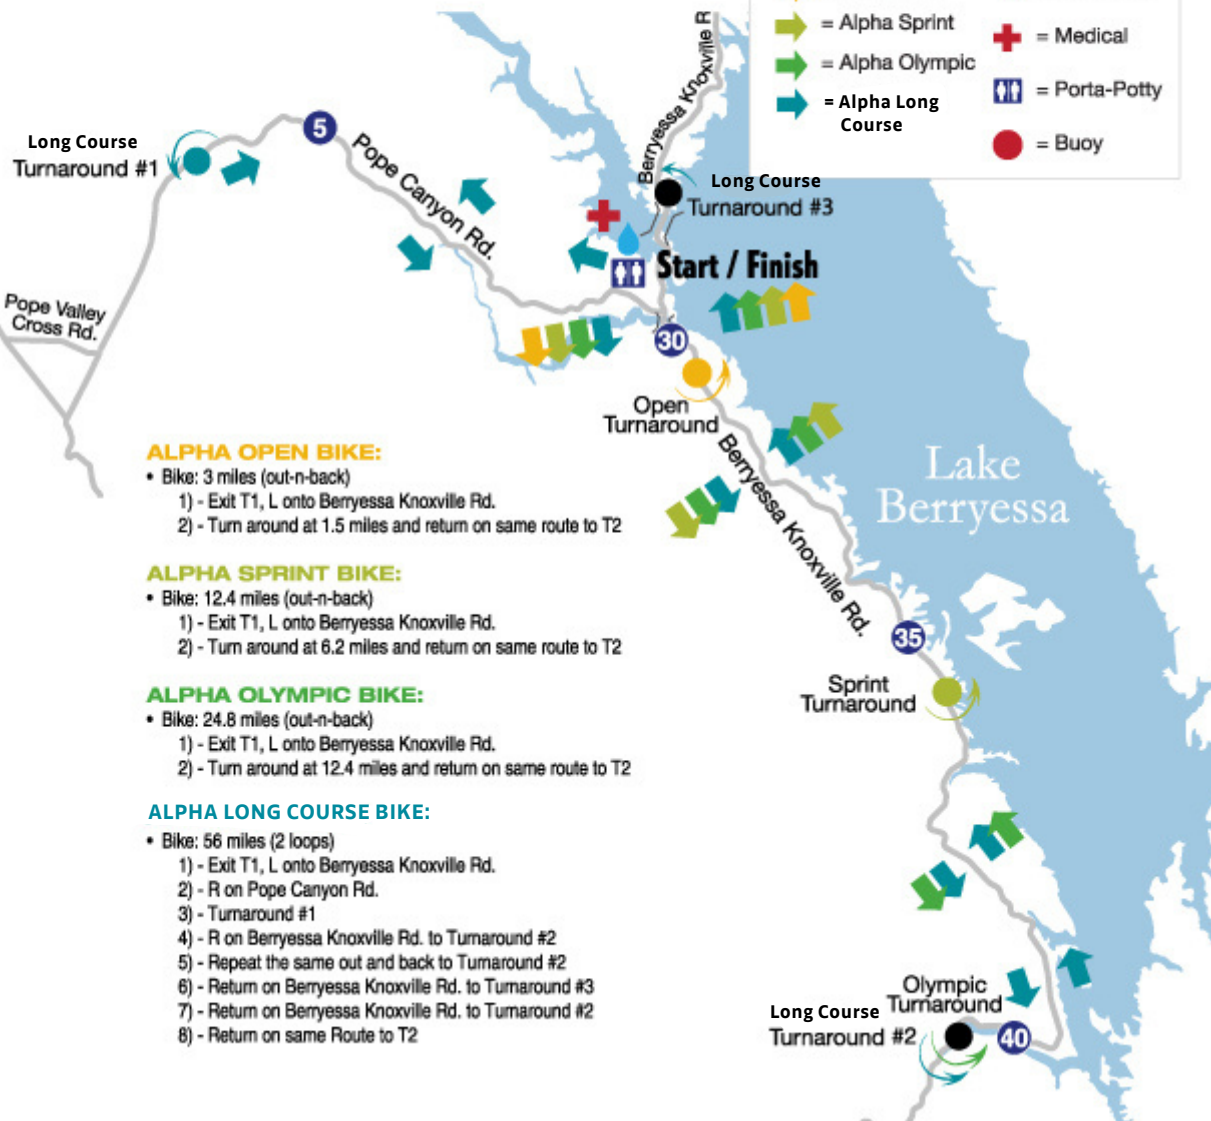 = Alpha Sprint
= Alpha Olympic
= Alpha Long
Course
= Medical
= Porta-Potty
= Buoy
Berryessa Knoxville R
Long Course
Turnaround #1
5
Pope Canyon Rd.
Long Course
Turnaround #3
Start / Finish
Pope Valley
Cross Rd.
30
Open
Turnaround
Berryessa Knoxville Rd.
Lake
Berryessa
35
Sprint
Turnaround
ALPHA OPEN BIKE:
• Bike: 3 miles (out-n-back)
1) - Exit T1, L onto Berryessa Knoxville Rd.
2) - Turn around at 1.5 miles and return on same route to T2
ALPHA SPRINT BIKE:
• Bike: 12.4 miles (out-n-back)
1) - Exit T1, L onto Berryessa Knoxville Rd.
2) - Turn around at 6.2 miles and return on same route to T2
ALPHA OLYMPIC BIKE:
• Bike: 24.8 miles (out-n-back)
1) - Exit T1, L onto Berryessa Knoxville Rd.
2) - Turn around at 12.4 miles and return on same route to T2
ALPHA LONG COURSE BIKE:
• Bike: 56 miles (2 loops)
1) - Exit T1, L onto Berryessa Knoxville Rd.
2) - R on Pope Canyon Rd.
3) - Turnaround #1
4) - R on Berryessa Knoxville Rd. to Turnaround #2
5) - Repeat the same out and back to Turnaround #2
6) - Return on Berryessa Knoxville Rd. to Turnaround #3
7) - Return on Berryessa Knoxville Rd. to Turnaround #2
8) - Return on same Route to T2
Olympic
Turnaround
Long Course
Turnaround #2
40